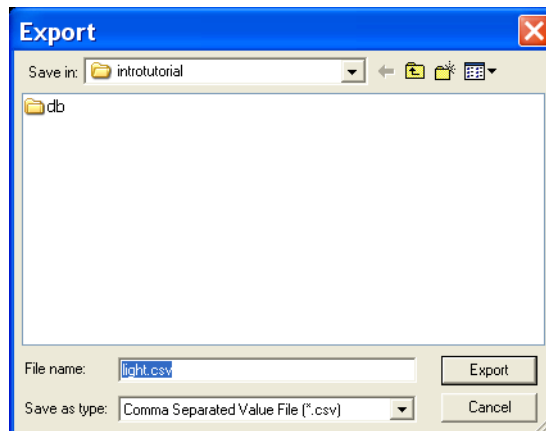 Export
Save in: introtutorial
db
File name: light.csv Export
Save as type: Comma Separated Value File (*.csv) Cancel